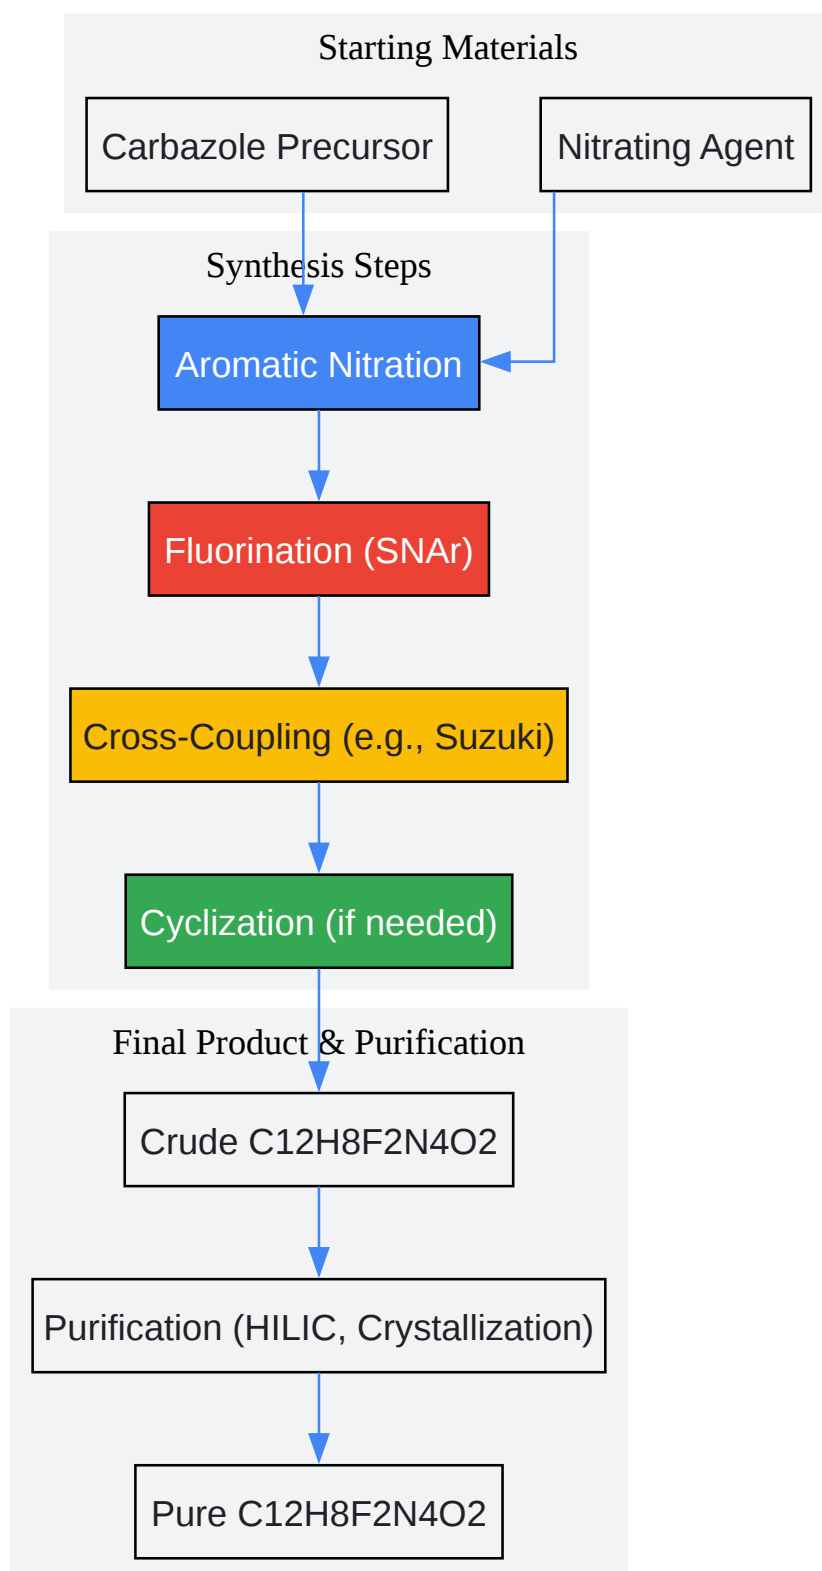 Starting Materials
Carbazole Precursor
Nitrating Agent
Synthesis Steps
Aromatic Nitration
Fluorination (SNAr)
Cross-Coupling (e.g., Suzuki)
Cyclization (if needed)
Final Product & Purification
Crude C12H8F2N4O2
Purification (HILIC, Crystallization)
Pure C12H8F2N4O2